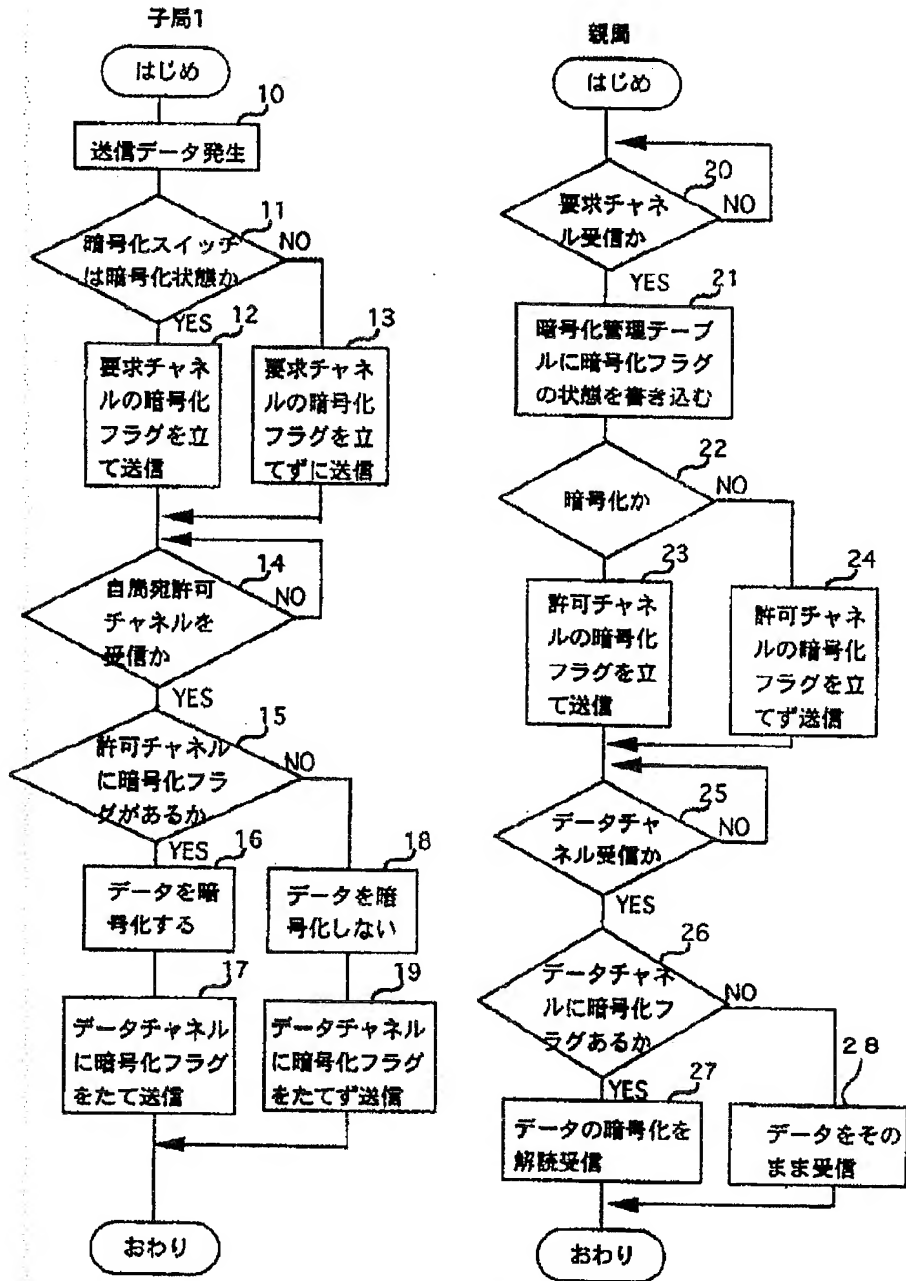 子局1
はじめ
10
送信データ発生
11
暗号化スイッチ
は暗号化状態か
NO
YES
12
要求チャネ
ルの暗号化
フラグを立
て送信
13
要求チャネ
ルの暗号化
フラグを立
てずに送信
14
自局宛許可
チャネルを
受信か
NO
YES
15
許可チャネル
に暗号化フラ
グがあるか
NO
YES
16
データを暗
号化する
18
データを暗
号化しない
17
データチャネル
に暗号化フラグ
をたて送信
19
データチャネル
に暗号化フラグ
をたてず送信
おわり
親局
はじめ
20
要求チャネ
ル受信か
NO
YES
21
暗号化管理テーブ
ルに暗号化フラグ
の状態を書き込む
22
暗号化か
NO
23
許可チャネ
ルの暗号化
フラグを立
て送信
24
許可チャネ
ルの暗号化
フラグを立
てず送信
25
データチャ
ネル受信か
NO
YES
26
データチャネ
ルに暗号化フ
ラグあるか
NO
YES
27
データの暗号化を
解読受信
28
データをその
まま受信
おわり